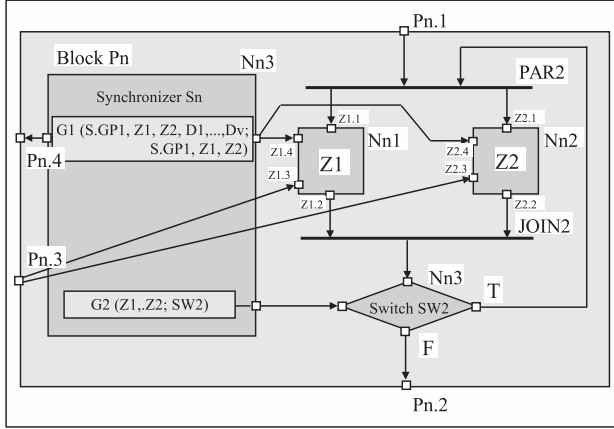 Pn.1
Block Pn
Nn3
PAR2
Synchronizer Sn
G1 (S.GP1, Z1, Z2, D1,...,Dv;
S.GP1, Z1, Z2)
Z1.1
Z2.1
Nn1
Nn2
Z1.4
Z2.4
Z1
Z2
Pn.4
Z1.3
Z2.3
Z1.2
Z2.2
JOIN2
Pn.3
Nn3
T
G2 (Z1,.Z2; SW2)
Switch SW2
F
Pn.2